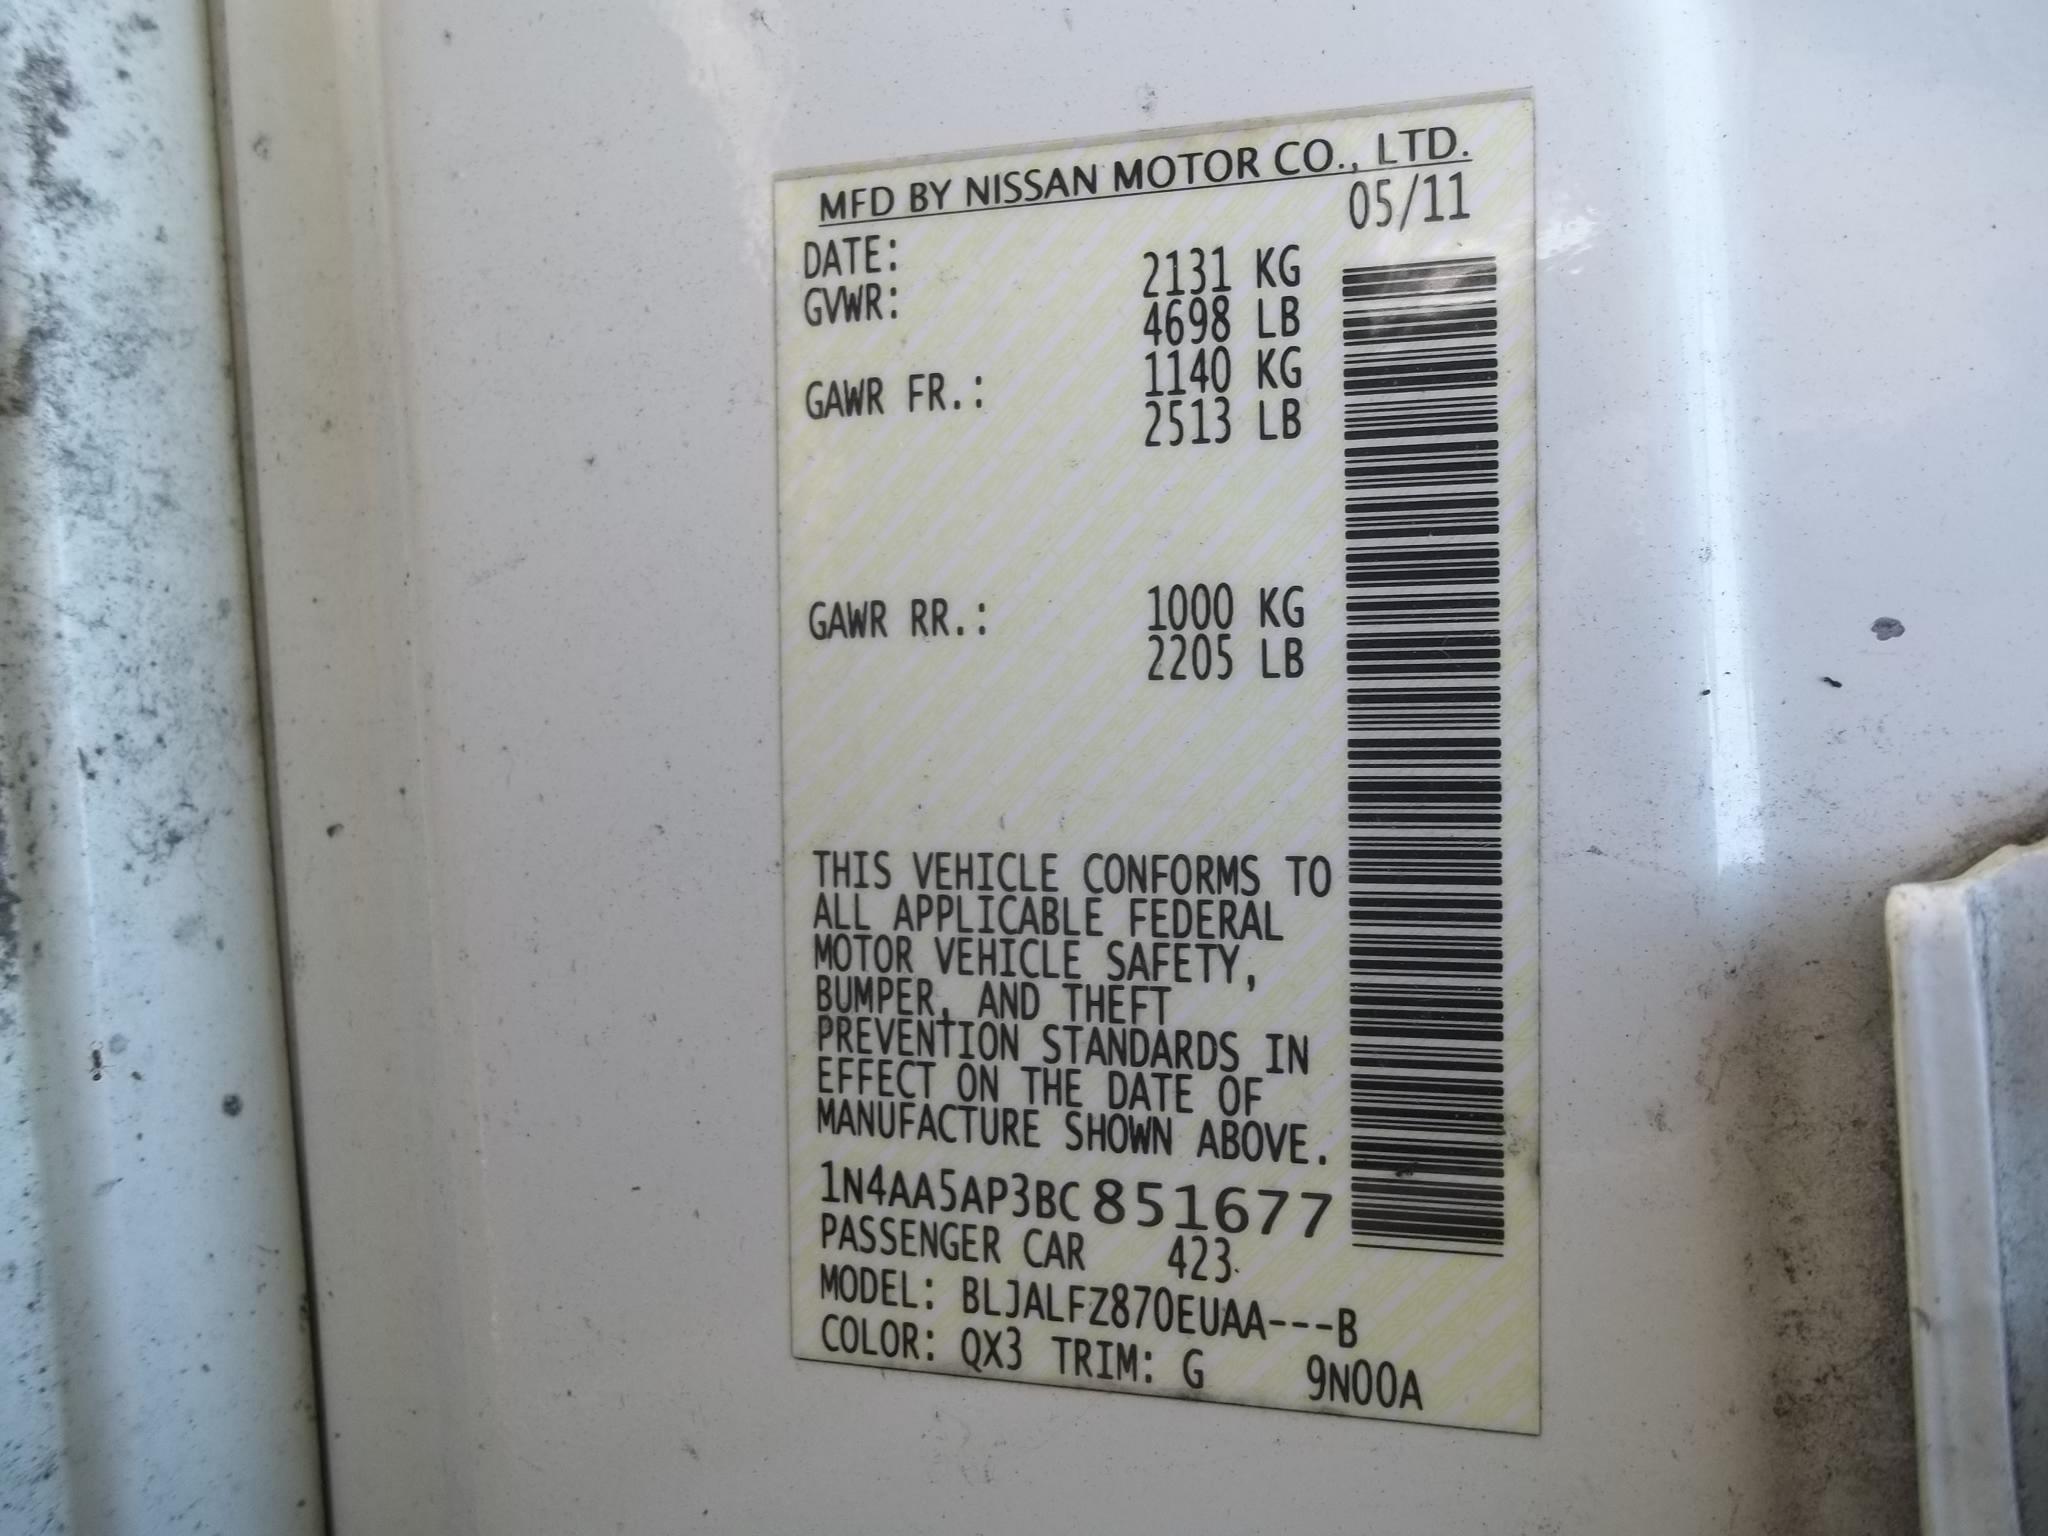 MFD BY NISSAN MOTOR CO., LTD.
DATE: 05/11
GVWR: 2131 KG
4698 LB
GAWR FR.: 1140 KG
2513 LB
GAWR RR.: 1000 KG
2205 LB
THIS VEHICLE CONFORMS TO
ALL APPLICABLE FEDERAL
MOTOR VEHICLE SAFETY,
BUMPER, AND THEFT
PREVENTION STANDARDS IN
EFFECT ON THE DATE OF
MANUFACTURE SHOWN ABOVE.
1N4AA5AP3BC851677
PASSENGER CAR 423
MODEL: BLJALFZ870EUAA---B
COLOR: QX3 TRIM: G 9N00A